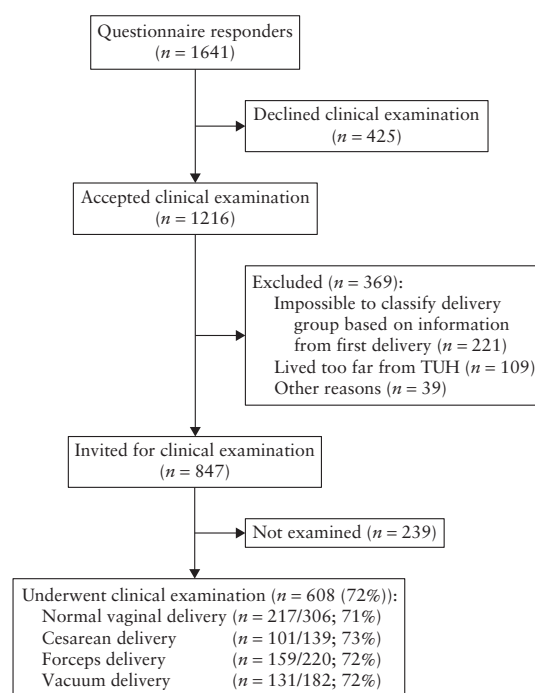 Questionnaire responders
(n = 1641)
Declined clinical examination
(n = 425)
Accepted clinical examination
(n = 1216)
Excluded (n = 369):
Impossible to classify delivery
group based on information
from first delivery (n = 221)
Lived too far from TUH (n = 109)
Other reasons (n = 39)
Invited for clinical examination
(n = 847)
Not examined (n = 239)
Underwent clinical examination (n = 608 (72%)):
Normal vaginal delivery (n = 217/306; 71%)
Cesarean delivery (n = 101/139; 73%)
Forceps delivery (n = 159/220; 72%)
Vacuum delivery (n = 131/182; 72%)